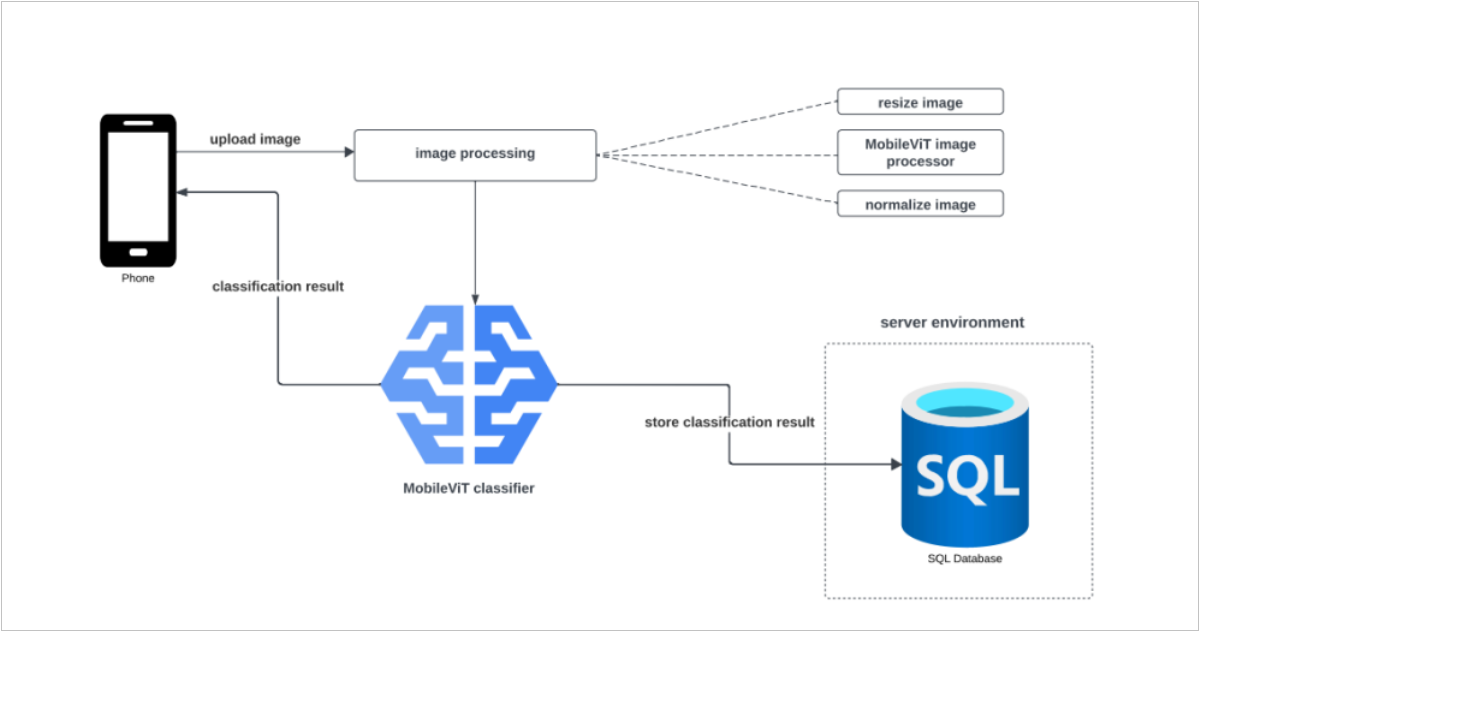 upload image
image processing
resize image
MobileViT image
processor
normalize image
Phone
classification result
MobileViT classifier
store classification result
server environment
SQL
SQL Database